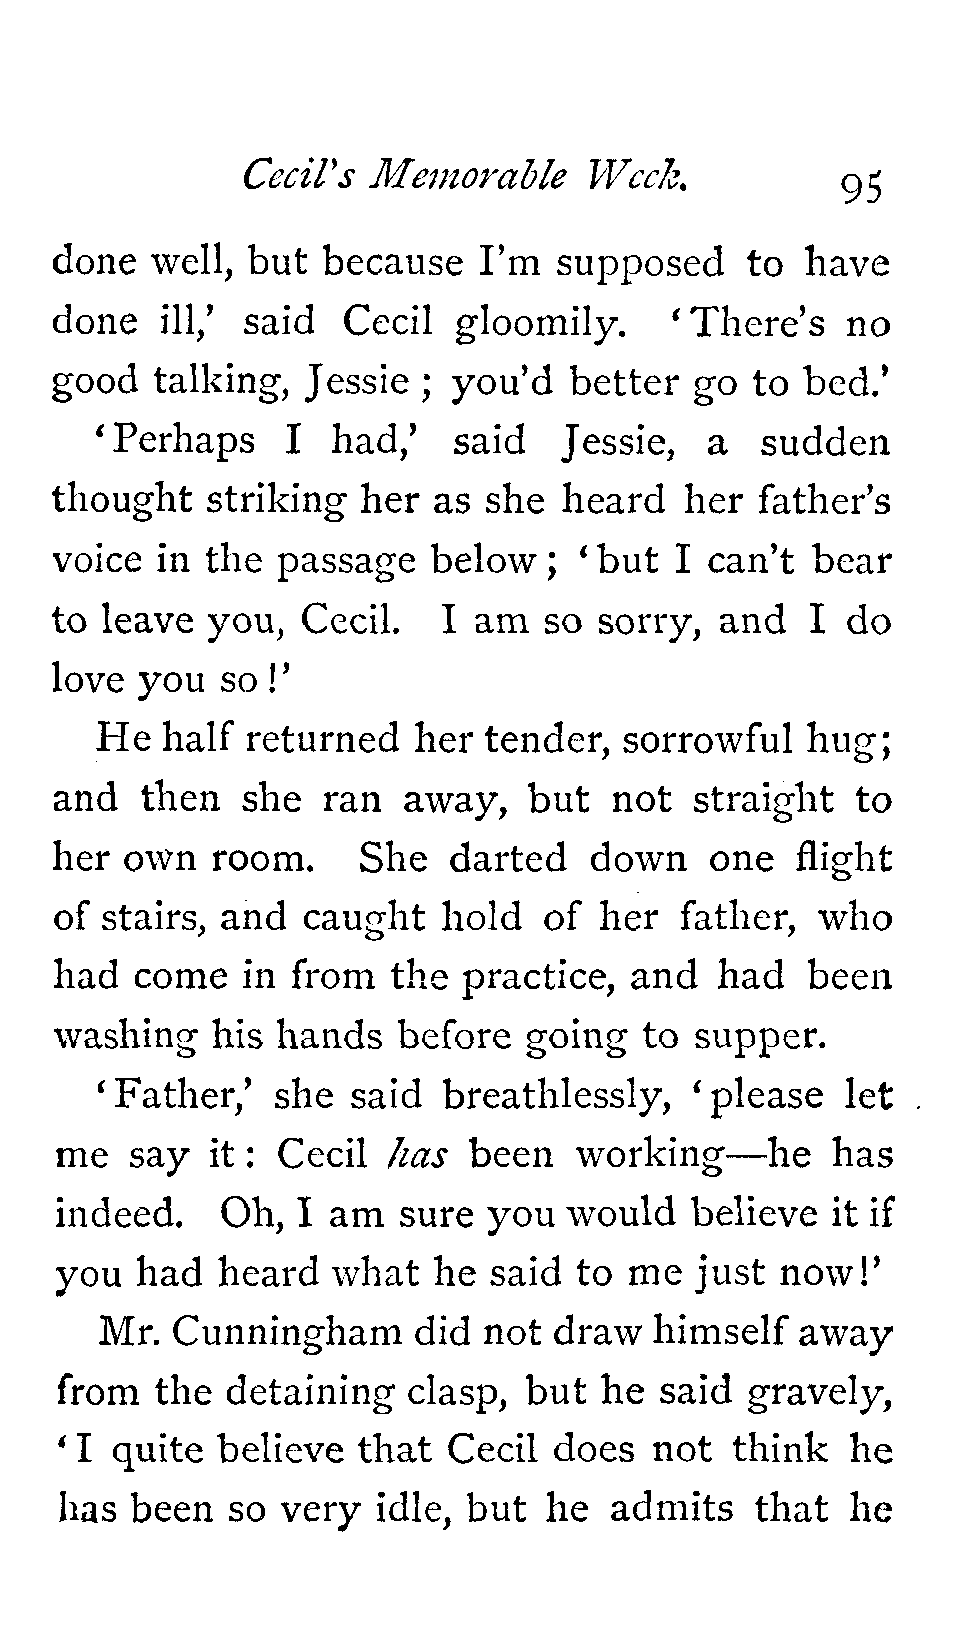 Cecil's Memorable Week. 95
done well, but because I'm supposed to have
done ill,' said Cecil gloomily. 'There's no
good talking, Jessie ; you'd better go to bed.'
'Perhaps I had,' said Jessie, a sudden
thought striking her as she heard her father's
voice in the passage below ; 'but I can't bear
to leave you, Cecil. I am so sorry, and I do
love you so !'
He half returned her tender, sorrowful hug;
and then she ran away, but not straight to
her own room. She darted down one flight
of stairs, and caught hold of her father, who
had come in from the practice, and had been
washing his hands before going to supper.
'Father,' she said breathlessly, 'please let
me say it : Cecil has been working—he has
indeed. Oh, I am sure you would believe it if
you had heard what he said to me just now!'
Mr. Cunningham did not draw himself away
from the detaining clasp, but he said gravely,
'I quite believe that Cecil does not think he
has been so very idle, but he admits that he